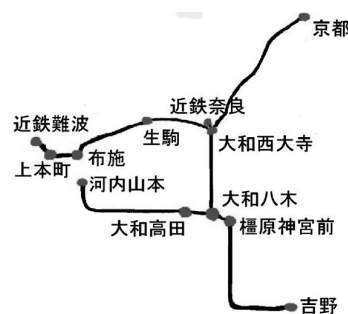 京都
近鉄奈良
近鉄難波
生駒
大和西大寺
上本町
布施
河内山本
大和八木
大和高田
橿原神宮前
吉野